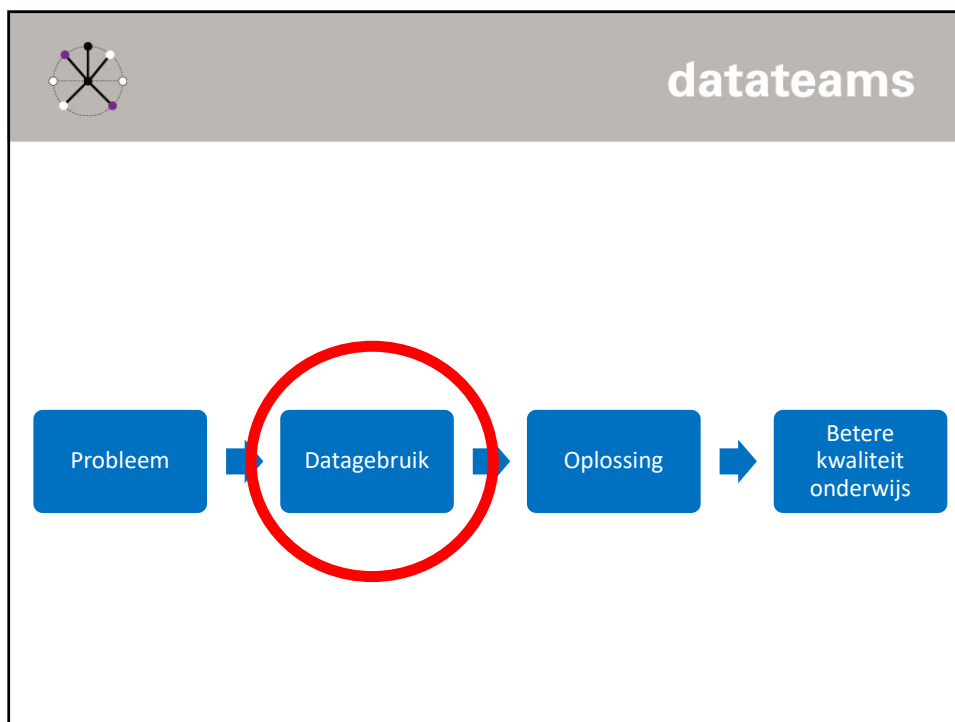 datateams
Probleem
Datagebruik
Oplossing
Betere
kwaliteit
onderwijs